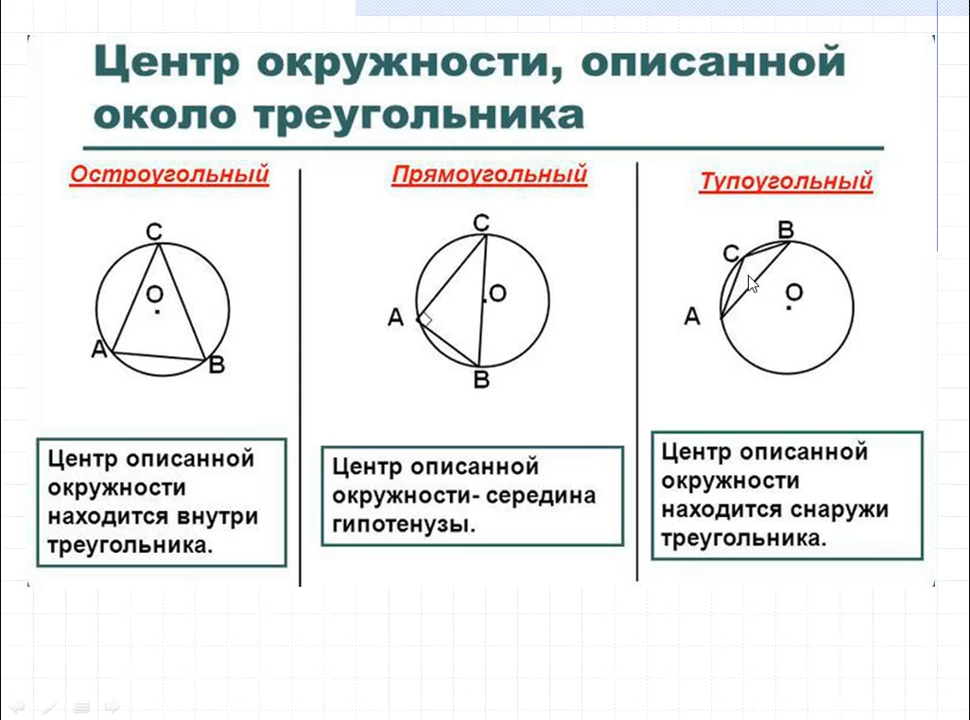 Центр окружности, описанной
около треугольника
Остроугольный
C
O
A
B
Центр описанной
окружности
находится внутри
треугольника.
Прямоугольный
C
O
A
B
Центр описанной
окружности- середина
гипотенузы.
Тупоугольный
B
C
O
A
Центр описанной
окружности
находится снаружи
треугольника.